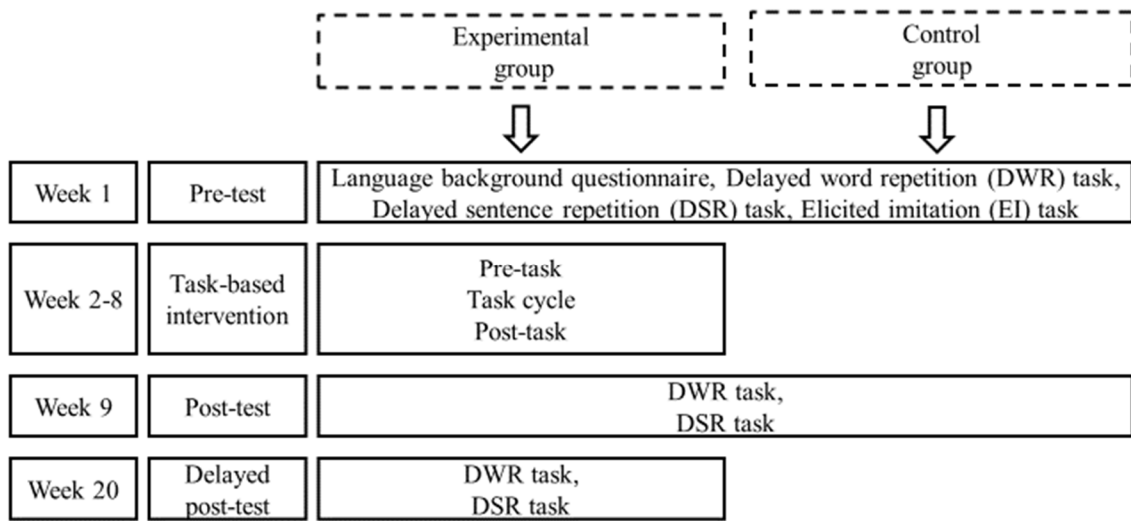 Experimental
group
Control
group
Week 1
Pre-test
Language background questionnaire, Delayed word repetition (DWR) task,
Delayed sentence repetition (DSR) task, Elicited imitation (EI) task
Week 2-8
Task-based
intervention
Pre-task
Task cycle
Post-task
Week 9
Post-test
DWR task,
DSR task
Week 20
Delayed
post-test
DWR task,
DSR task